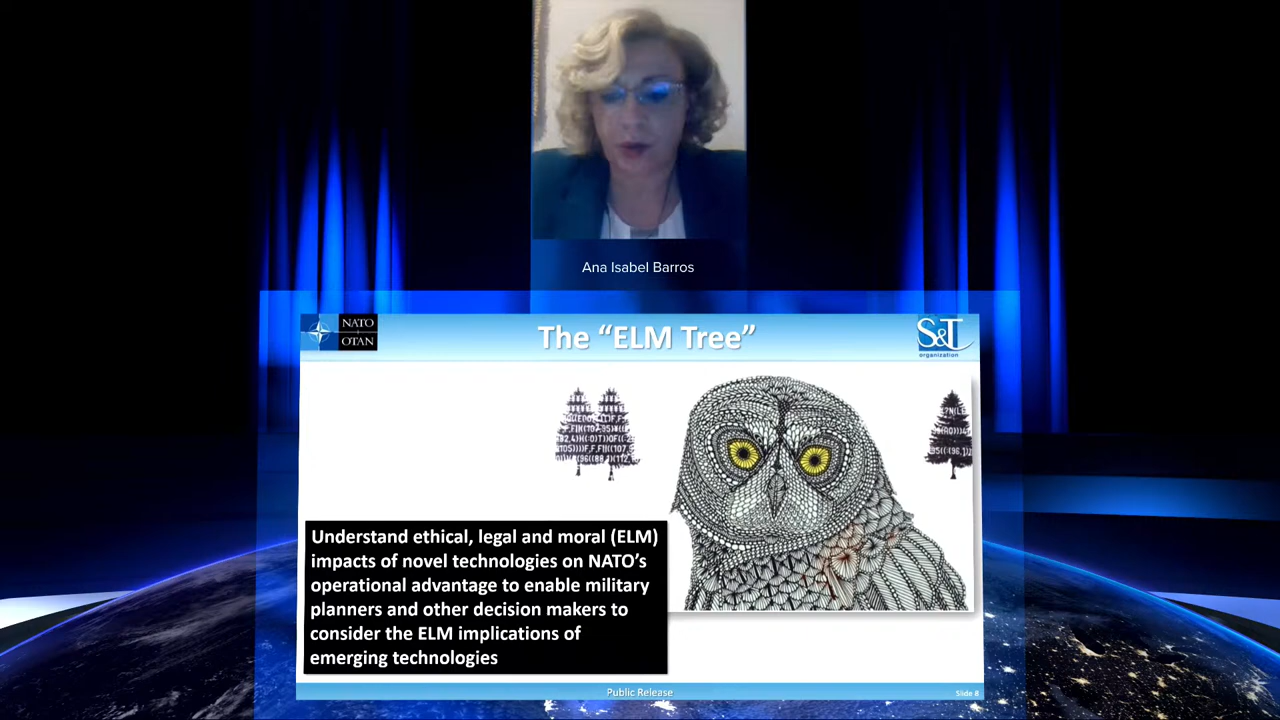 Ana Isabel Barros
NATO
OTAN
The “ELM Tree”
S&T
organization
Understand ethical, legal and moral (ELM)
impacts of novel technologies on NATO’s
operational advantage to enable military
planners and other decision makers to
consider the ELM implications of
emerging technologies
Public Release
Slide 8